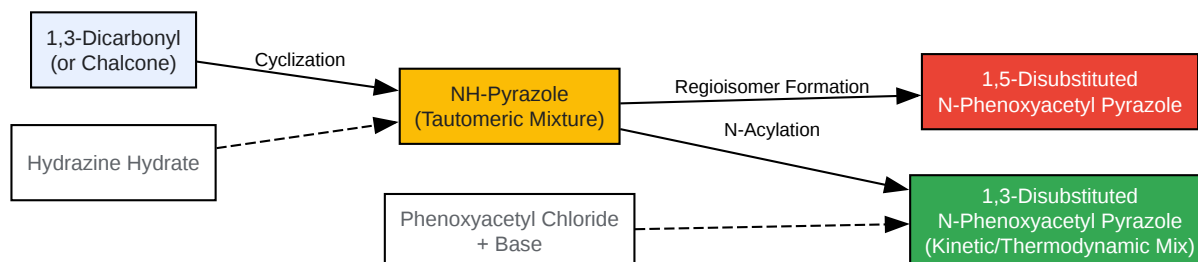 1,3-Dicarbonyl
(or Chalcone)
Cyclization
Hydrazine Hydrate
NH-Pyrazole
(Tautomeric Mixture)
Regioisomer Formation
N-Acylation
Phenoxyacetyl Chloride
+ Base
1,5-Disubstituted
N-Phenoxyacetyl Pyrazole
1,3-Disubstituted
N-Phenoxyacetyl Pyrazole
(Kinetic/Thermodynamic Mix)